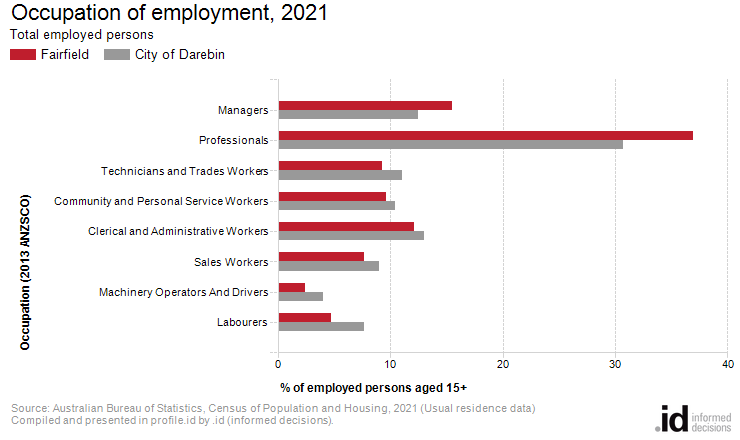 Occupation of employment, 2021
Total employed persons
Fairfield City of Darebin
Managers
Professionals
Technicians and Trades Workers
Community and Personal Service Workers
Clerical and Administrative Workers
Sales Workers
Machinery Operators And Drivers
Labourers
Occupation (2013 ANZSCO)
0 10 20 30 40
% of employed persons aged 15+
Source: Australian Bureau of Statistics, Census of Population and Housing, 2021 (Usual residence data)
Compiled and presented in profile.id by .id (informed decisions).
.id informed
decisions